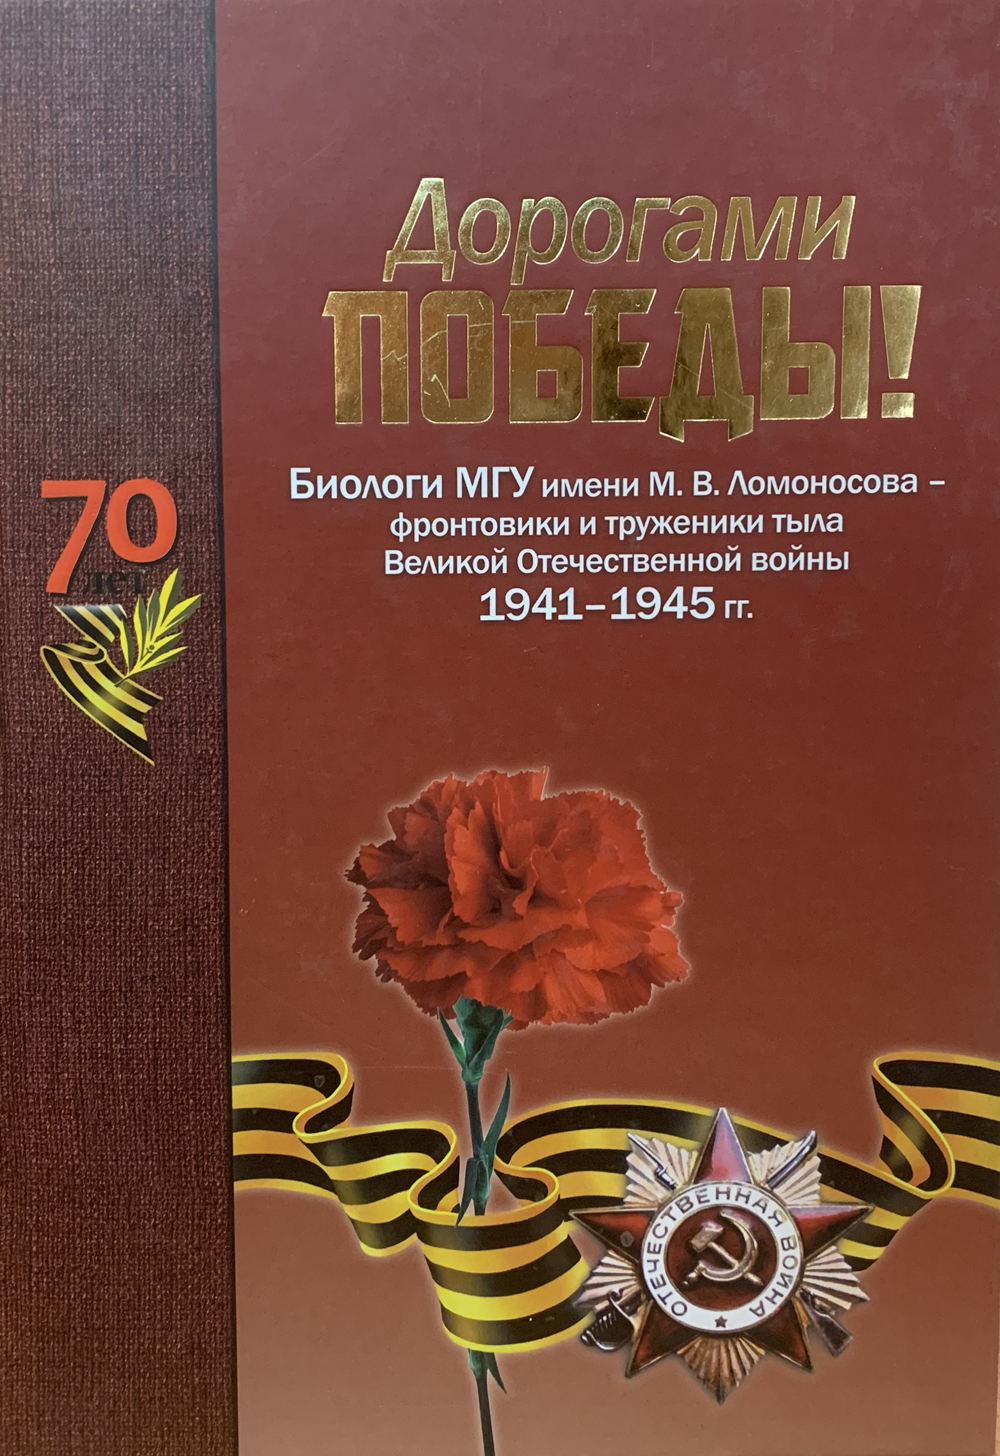 Дорогами
ПОБЕДЫ!
Биологи МГУ имени М. В. Ломоносова –
фронтовики и труженики тыла
Великой Отечественной войны
1941–1945 гг.
70
лет
ОТЕЧЕСТВЕННАЯ ВОЙНА